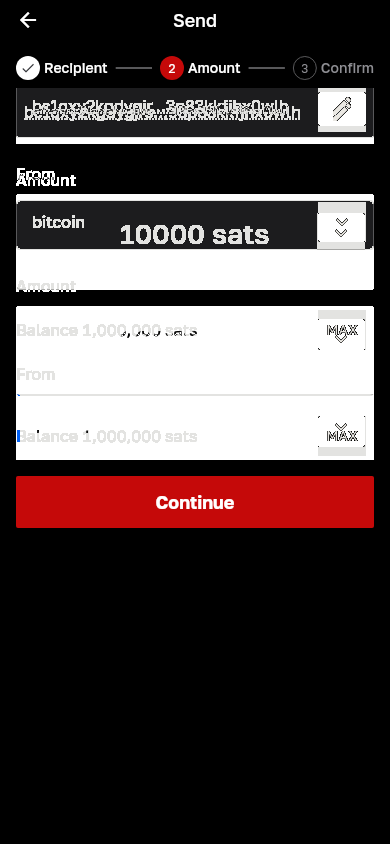 Send
Recipient
2 Amount
3 Confirm
From
Amount
bitcoin
10000 sats
Amount
Balance 1,000,000 sats
MAX
From
Balance 1,000,000 sats
MAX
Continue